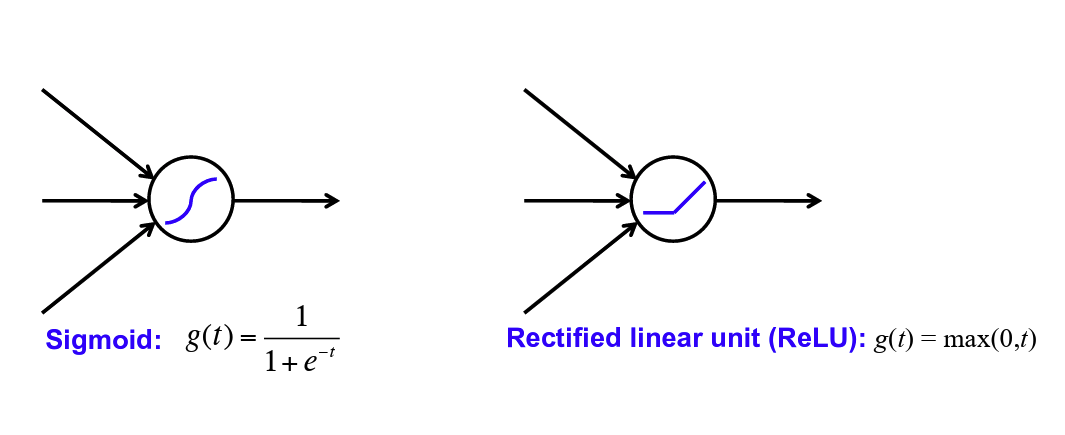 Sigmoid: g(t) = 1 / (1 + e^{-t})
Rectified linear unit (ReLU): g(t) = max(0,t)